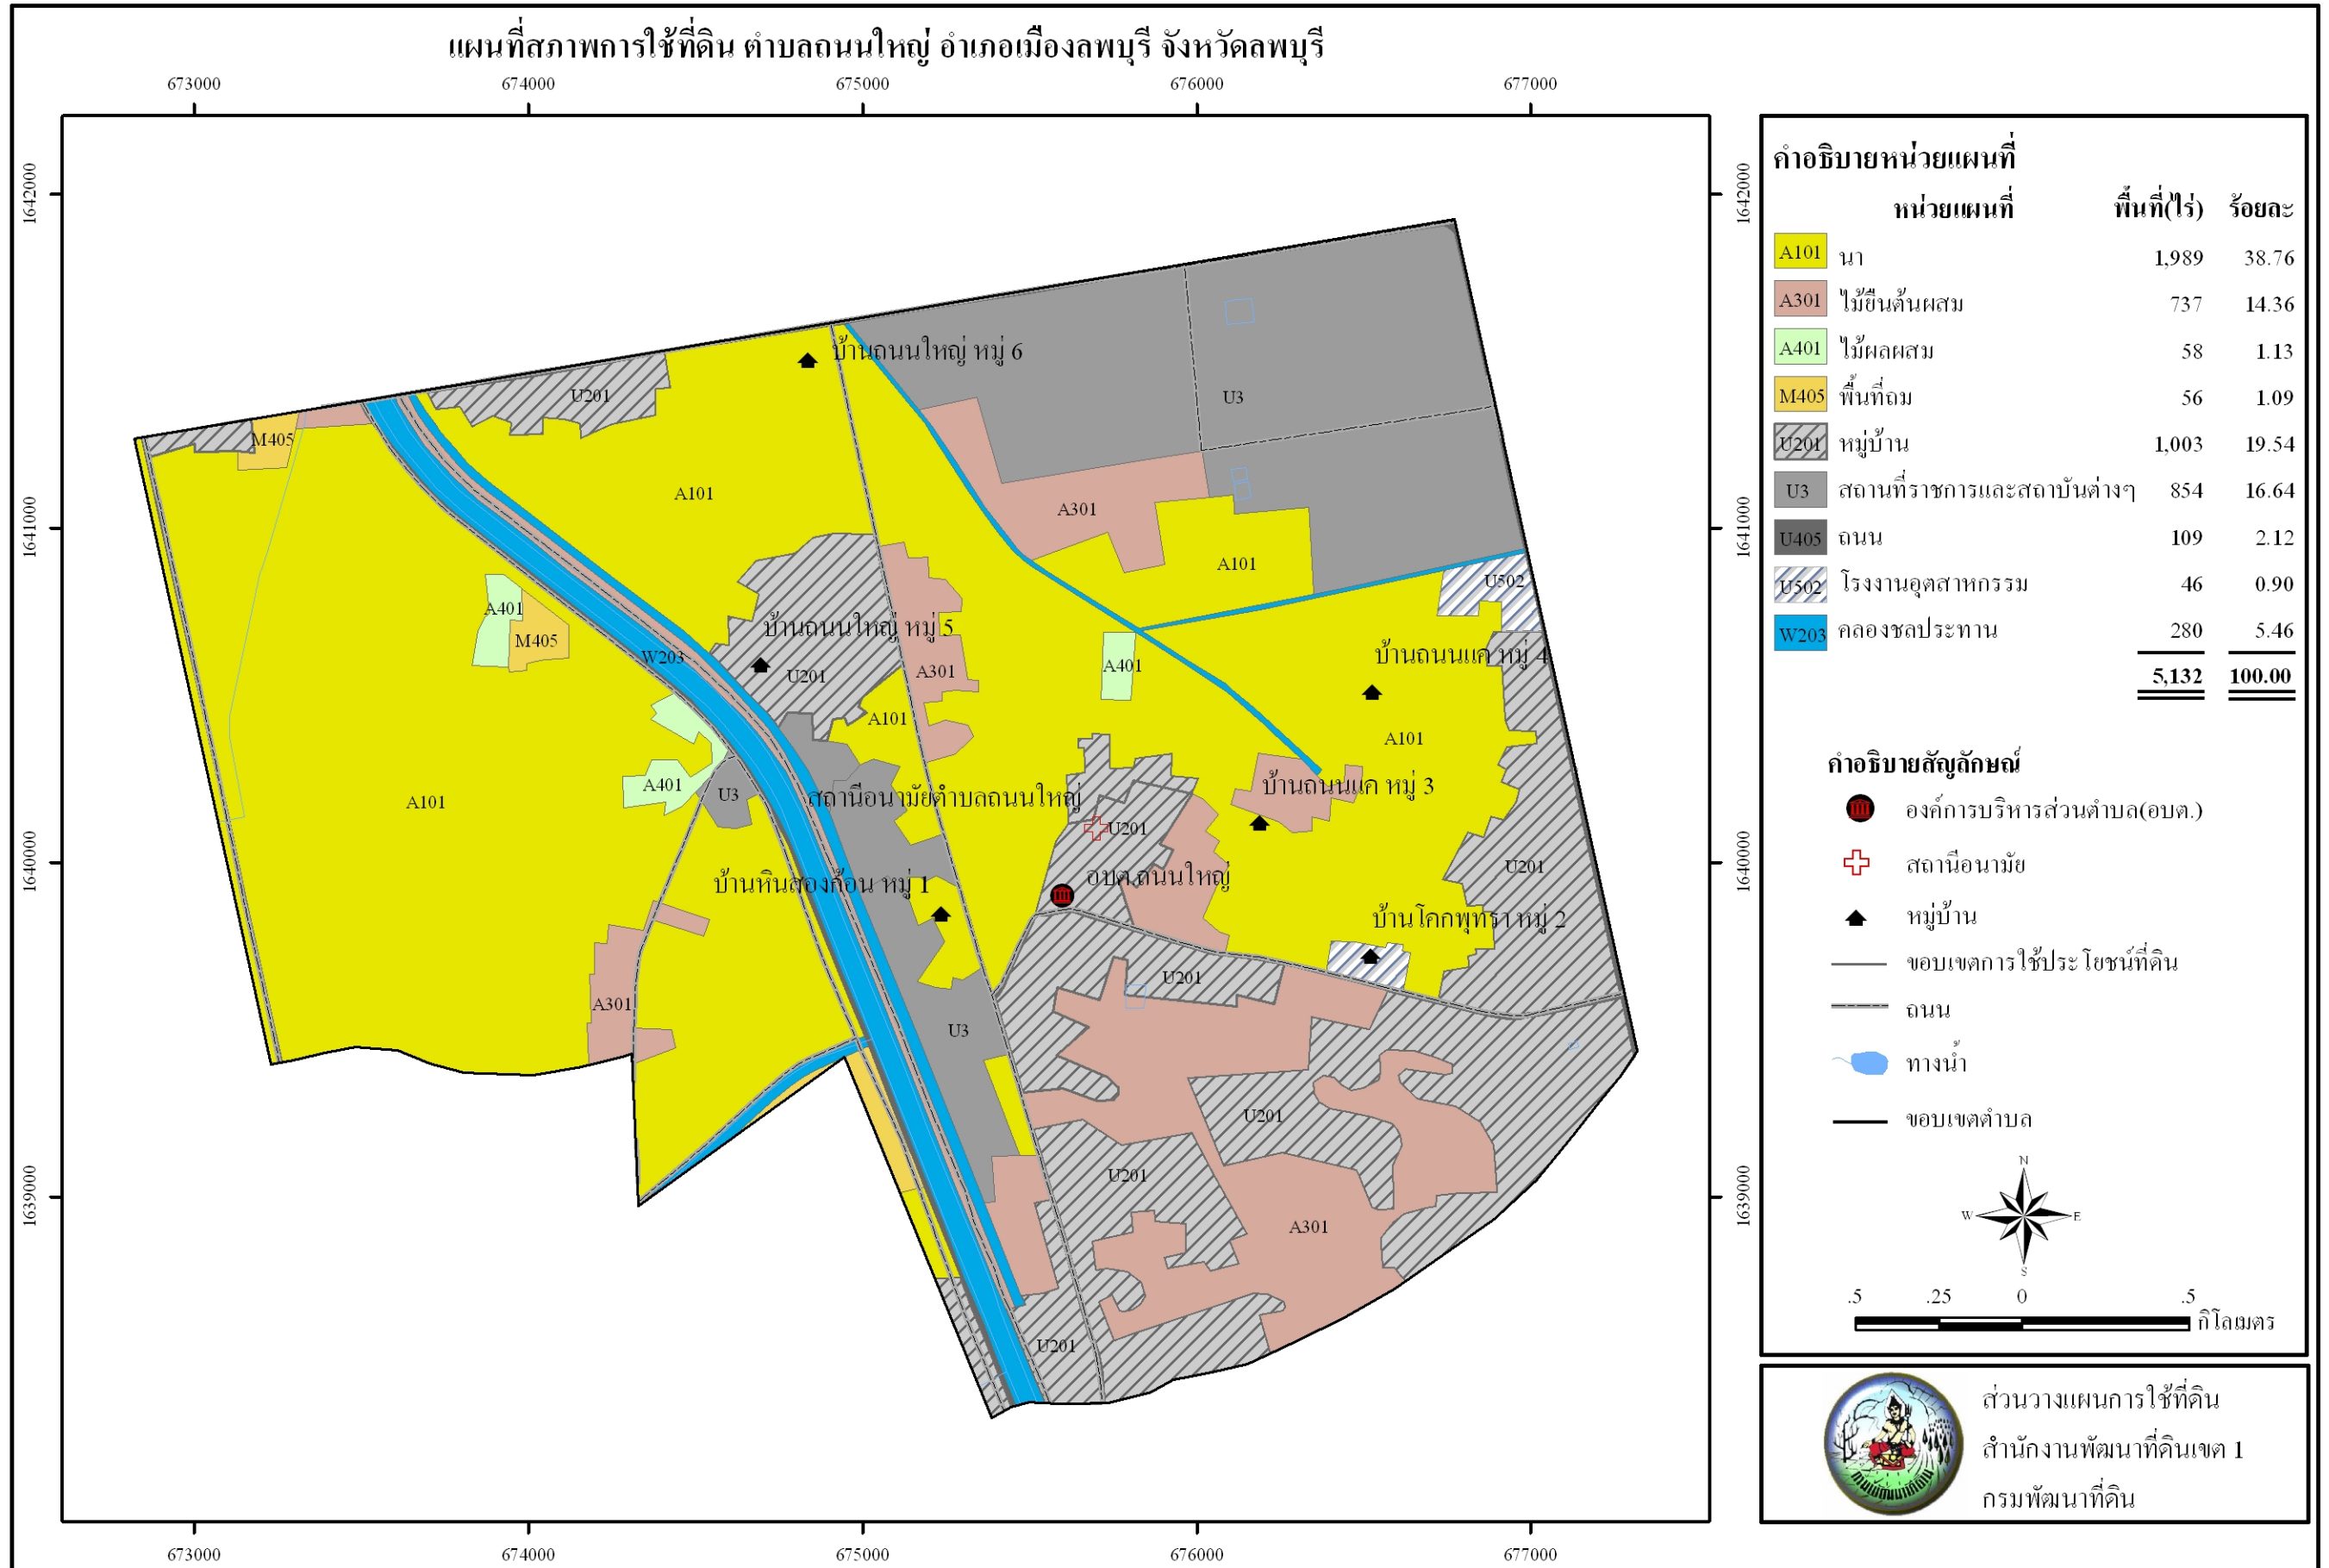 แผนที่สภาพการใช้ที่ดิน ตำบลถนนใหญ่ อำเภอเมืองลพบุรี จังหวัดลพบุรี
673000 674000 675000 676000 677000
1642000
1642000
บ้านถนนใหญ่ หมู่ 6
U201
U3
M405
A101
A301
1641000
1641000
A101
U502
A401
M405
บ้านถนนใหญ่ หมู่ 5
W203
U201
A301
A401
บ้านถนนแค หมู่ 4
A101
A101
A401
U3
A101
สถานีอนามัยตำบลถนนใหญ่
บ้านถนนแค หมู่ 3
U201
1640000
1640000
U201
บ้านหินสองก้อน หมู่ 1
อบต.ถนนใหญ่
บ้านโคกพุทรา หมู่ 2
U201
A301
U3
U201
U201
1639000
1639000
A301
U201
673000 674000 675000 676000 677000
คำอธิบายหน่วยแผนที่
หน่วยแผนที่ พื้นที่(ไร่) ร้อยละ
A101 นา 1,989 38.76
A301 ไม้ยืนต้นผสม 737 14.36
A401 ไม้ผลผสม 58 1.13
M405 พื้นที่ถม 56 1.09
U201 หมู่บ้าน 1,003 19.54
U3 สถานที่ราชการและสถาบันต่างๆ 854 16.64
U405 ถนน 109 2.12
U502 โรงงานอุตสาหกรรม 46 0.90
W203 คลองชลประทาน 280 5.46
5,132 100.00
คำอธิบายสัญลักษณ์
องค์การบริหารส่วนตำบล(อบต.)
สถานีอนามัย
หมู่บ้าน
ขอบเขตการใช้ประโยชน์ที่ดิน
ถนน
ทางน้ำ
ขอบเขตตำบล
N
W E
S
.5 .25 0 .5
กิโลเมตร
ส่วนวางแผนการใช้ที่ดิน
สำนักงานพัฒนาที่ดินเขต 1
กรมพัฒนาที่ดิน
กรมพัฒนาที่ดิน